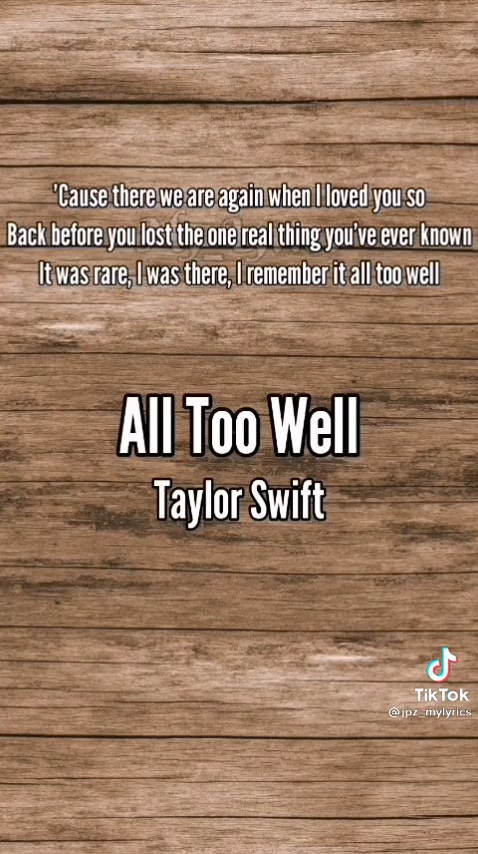 'Cause there we are again when I loved you so
Back before you lost the one real thing you've ever known
It was rare, I was there, I remember it all too well
All Too Well
Taylor Swift
TikTok
@jpz_mylyrics